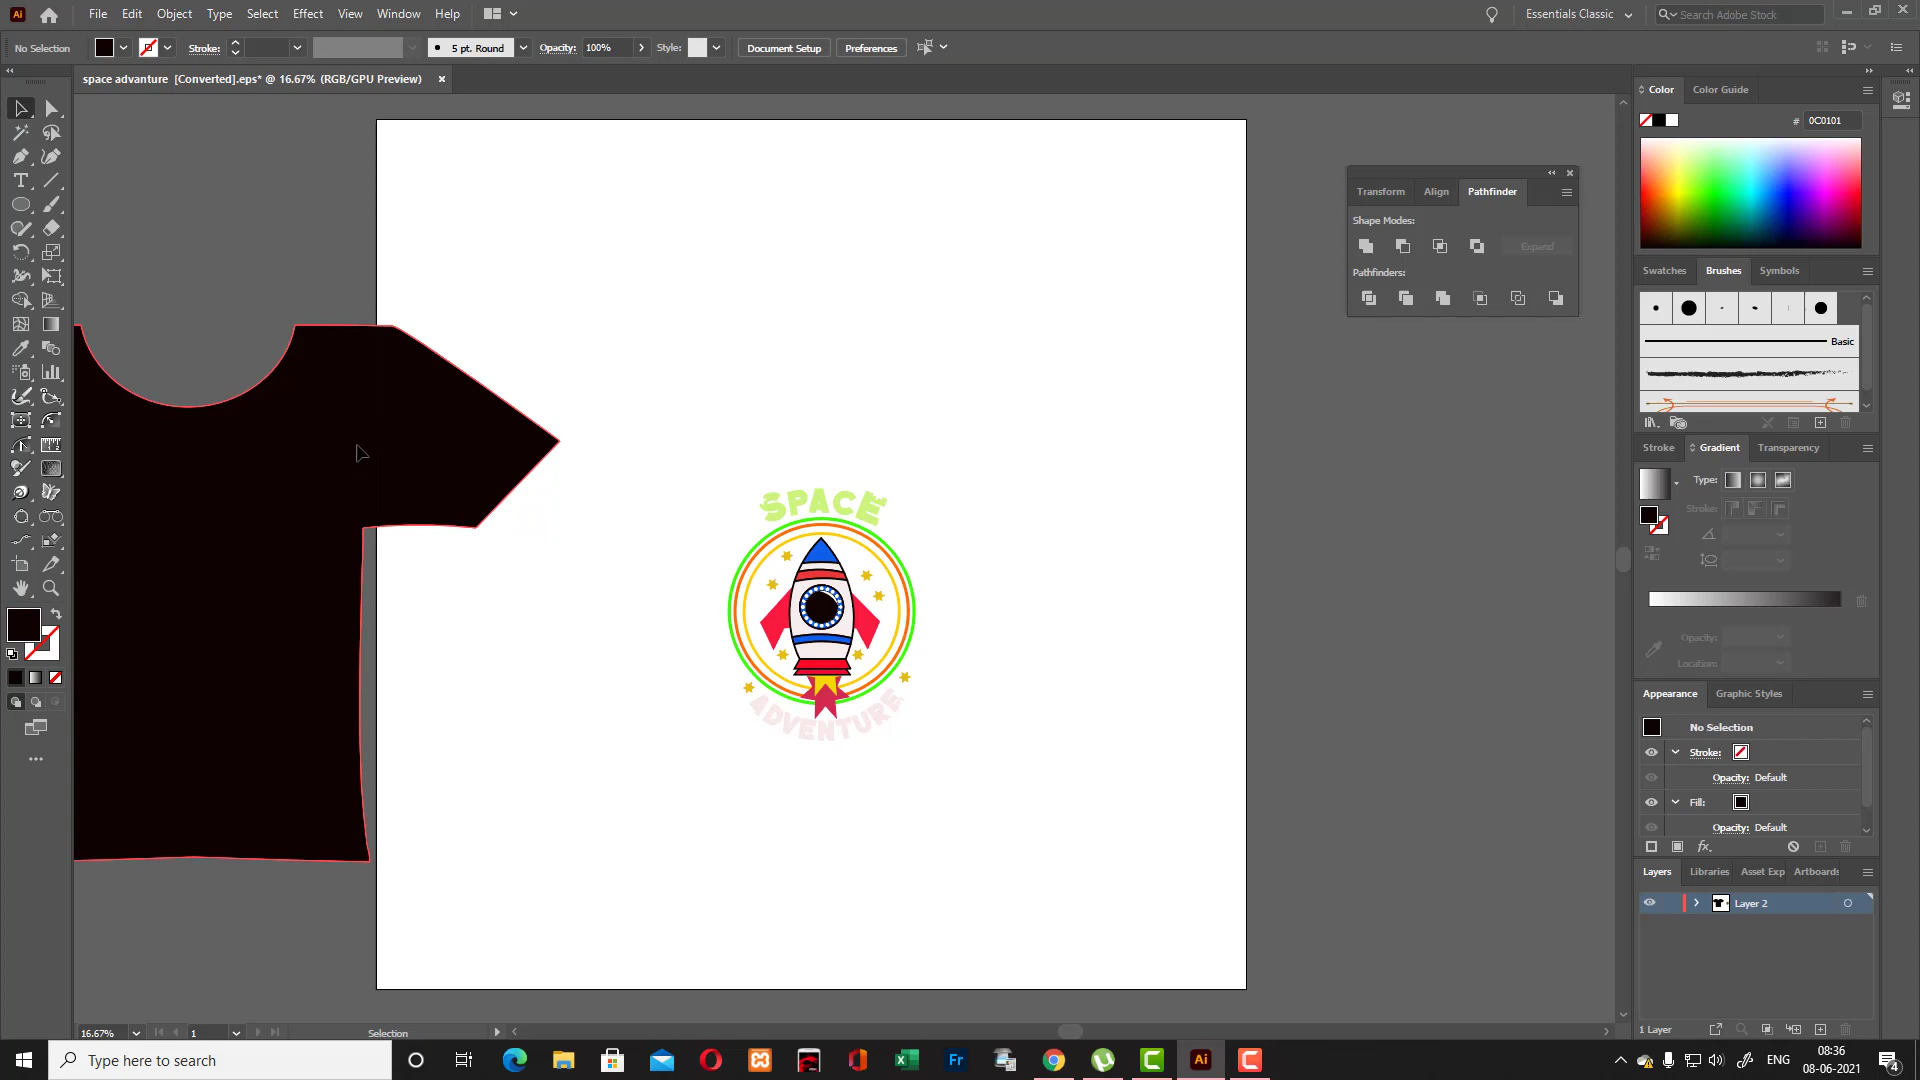 Ai File Edit Object Type Select Effect View Window Help Essentials Classic Search Adobe Stock
No Selection Stroke: 5 pt. Round Opacity: 100% Style: Document Setup Preferences
space advanture [Converted].eps* @ 16.67% (RGB/GPU Preview)
Color Color Guide
# 0C0101
Transform Align Pathfinder
Shape Modes:
Expand
Pathfinders:
Swatches Brushes Symbols
Basic
Stroke Gradient Transparency
Type:
Stroke:
Opacity:
Location:
SPACE
ADVENTURE
Appearance Graphic Styles
No Selection
Stroke:
Opacity: Default
Fill:
Opacity: Default
Layers Libraries Asset Exp Artboards
Layer 2
1 Layer
16.67% 1 Selection
Type here to search
Fr
Ai
ENG
08:36
08-06-2021
4